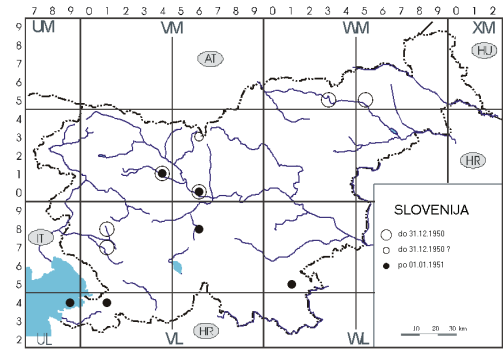 7 8 9 0 1 2 3 4 5 6 7 8 9 0 1 2 3 4 5 6 7 8 9 0 1 2
UM VM WM XM
9
8
7
6
5
4
3
2
1
0
9
8
7
6
5
4
3
2
AT
HU
HR
IT
HR
UL VL WL
SLOVENIJA
do 31.12.1950
do 31.12.1950 ?
po 01.01.1951
10 20 30 km